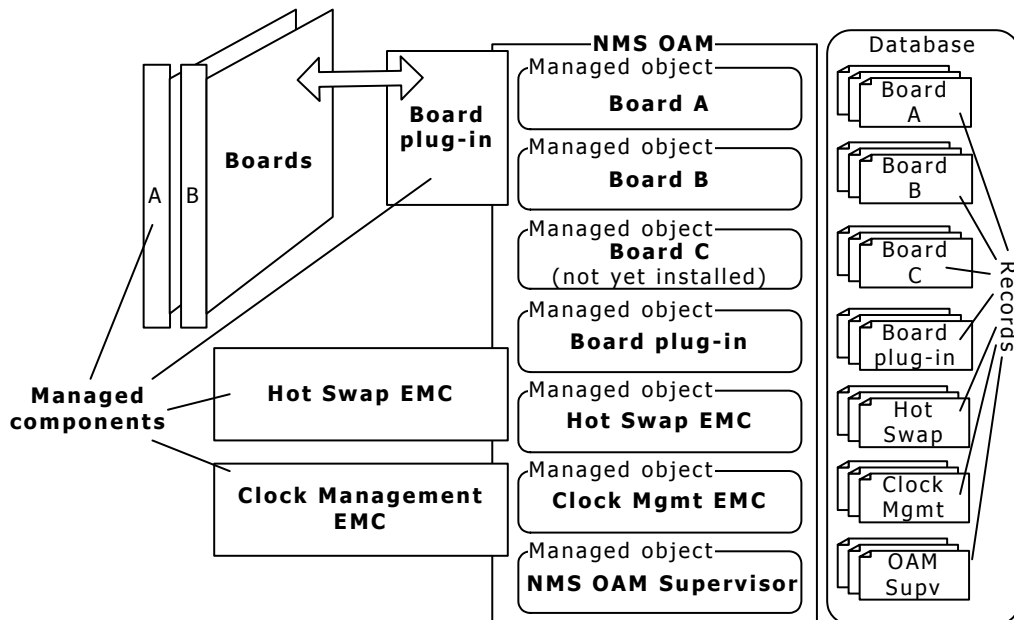 NMS OAM
Database
Boards
A
B
Board
plug-in
Managed object
Board A
Managed object
Board B
Managed object
Board C
(not yet installed)
Managed object
Board plug-in
Managed object
Hot Swap EMC
Managed object
Clock Mgmt EMC
Managed object
NMS OAM Supervisor
Hot Swap EMC
Clock Management
EMC
Managed
components
Board
A
Board
B
Board
C
Board
plug-in
Hot
Swap
Clock
Mgmt
OAM
Supv
Records